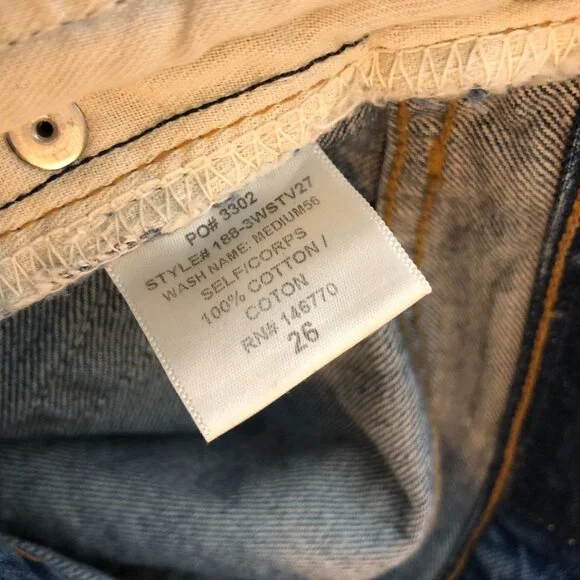 PO# 3302
STYLE# 188-3WSTV27
WASH NAME: MEDIUM56
SELF/CORPS
100% COTTON /
COTON
RN# 146770
26